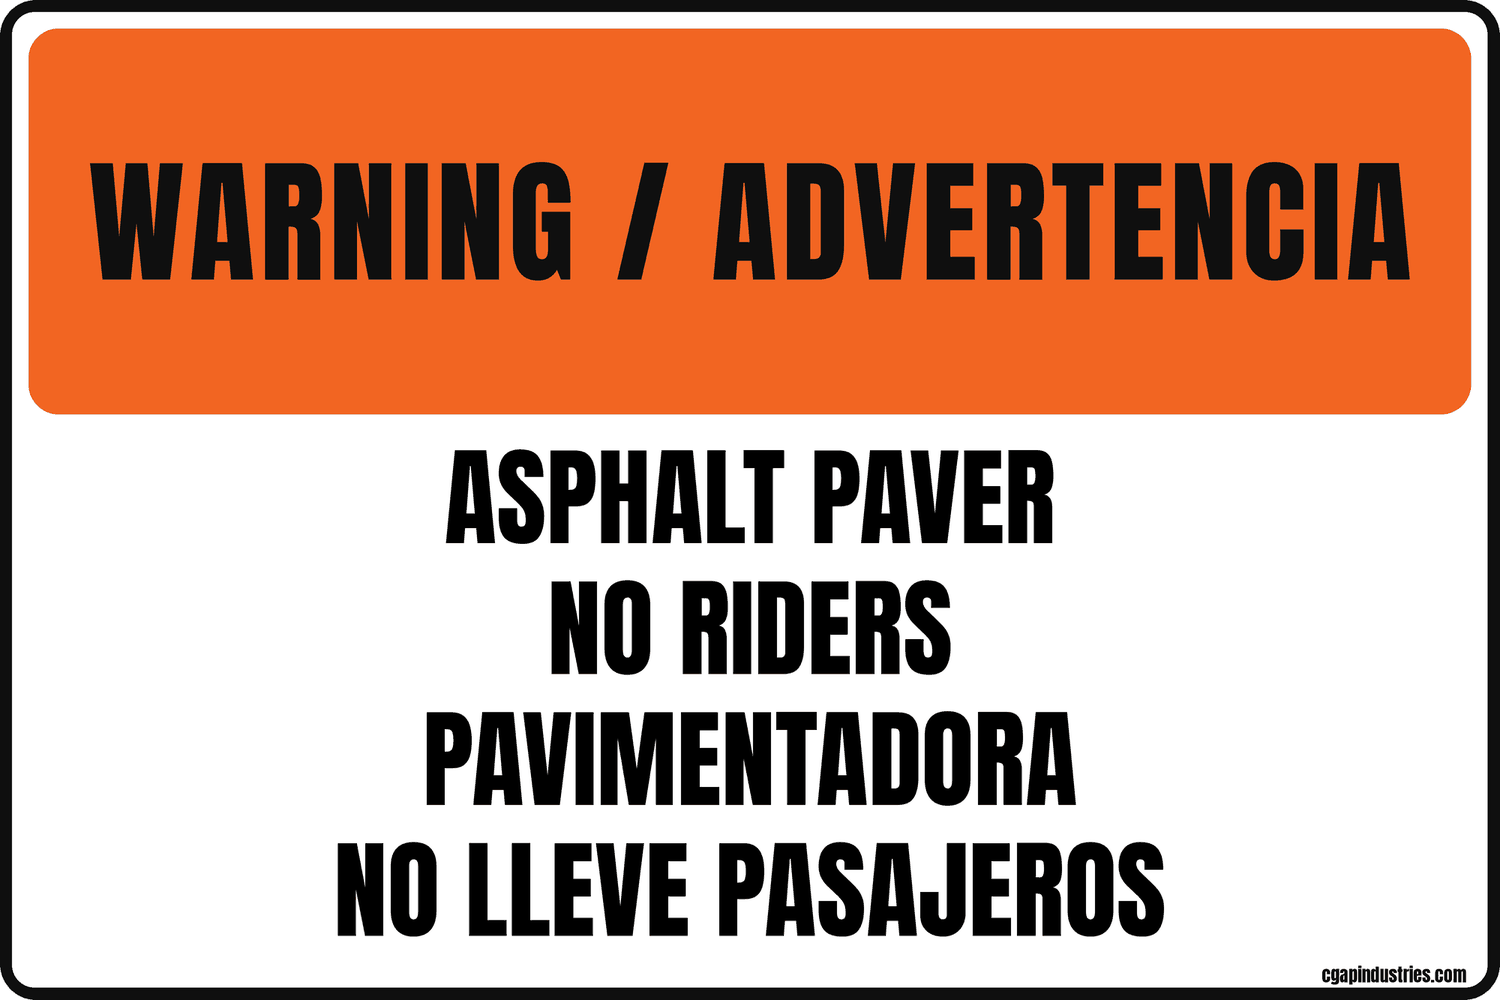 WARNING / ADVERTENCIA
ASPHALT PAVER
NO RIDERS
PAVIMENTADORA
NO LLEVE PASAJEROS
cgapindustries.com